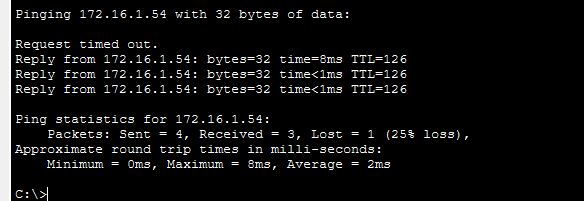 Pinging 172.16.1.54 with 32 bytes of data:
Request timed out.
Reply from 172.16.1.54: bytes=32 time=8ms TTL=126
Reply from 172.16.1.54: bytes=32 time<1ms TTL=126
Reply from 172.16.1.54: bytes=32 time<1ms TTL=126
Ping statistics for 172.16.1.54:
Packets: Sent = 4, Received = 3, Lost = 1 (25% loss),
Approximate round trip times in milli-seconds:
Minimum = 0ms, Maximum = 8ms, Average = 2ms
C:\>